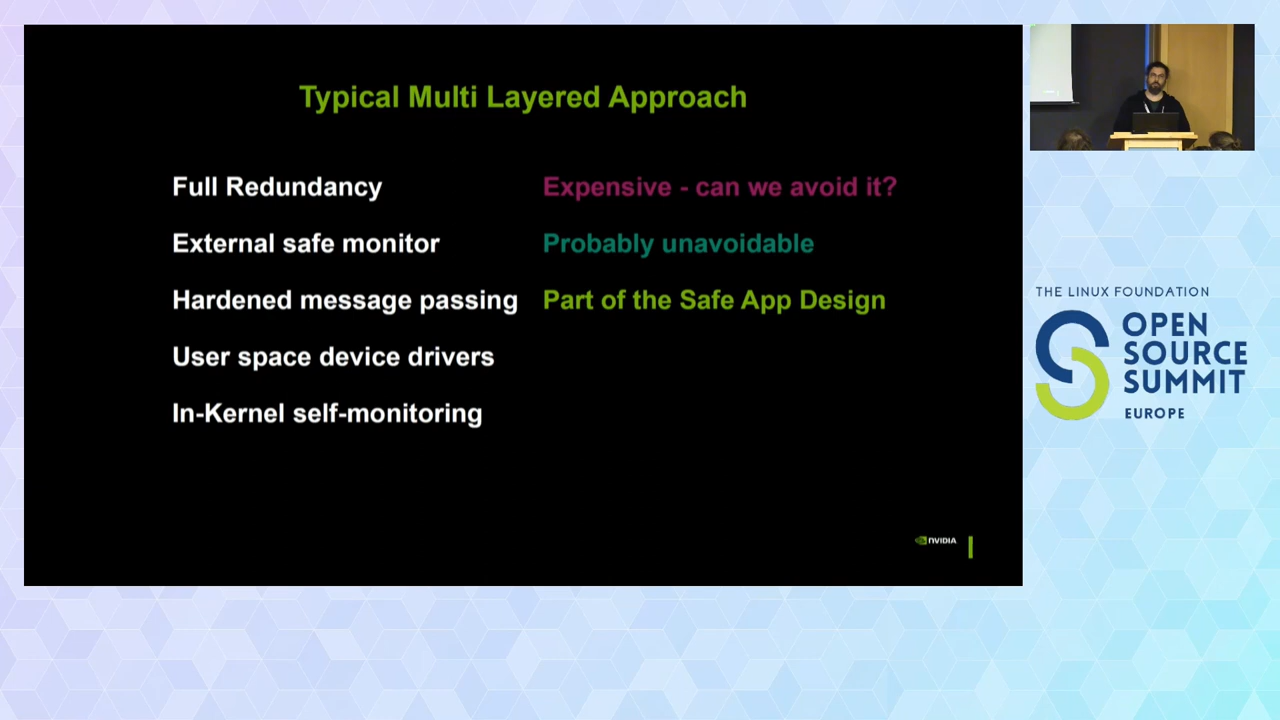 Typical Multi Layered Approach
Full Redundancy Expensive - can we avoid it?
External safe monitor Probably unavoidable
Hardened message passing Part of the Safe App Design
User space device drivers
In-Kernel self-monitoring
NVIDIA
THE LINUX FOUNDATION
OPEN
SOURCE
SUMMIT
EUROPE